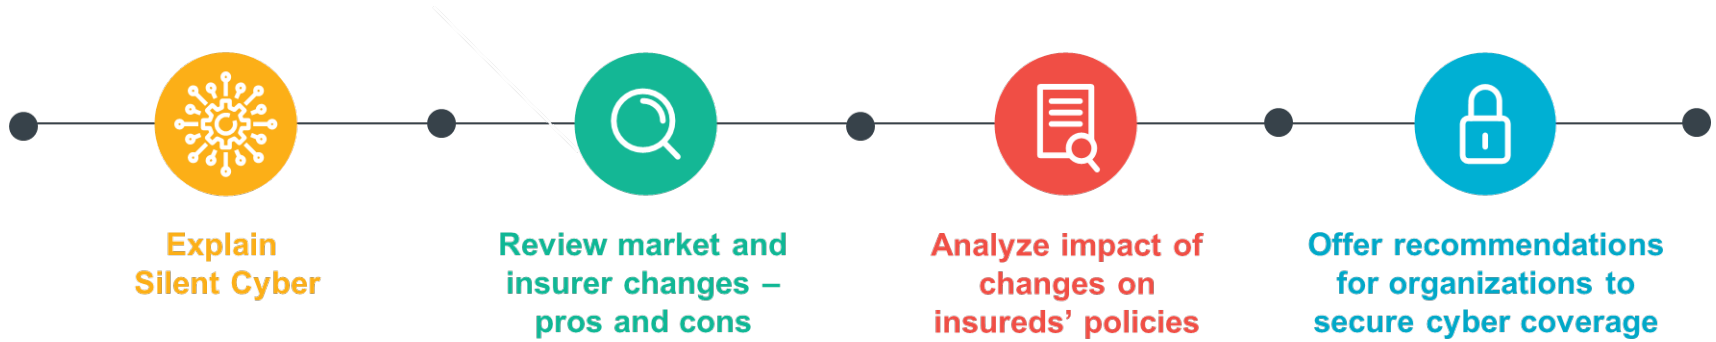 Explain
Silent Cyber
Review market and
insurer changes –
pros and cons
Analyze impact of
changes on
insureds’ policies
Offer recommendations
for organizations to
secure cyber coverage